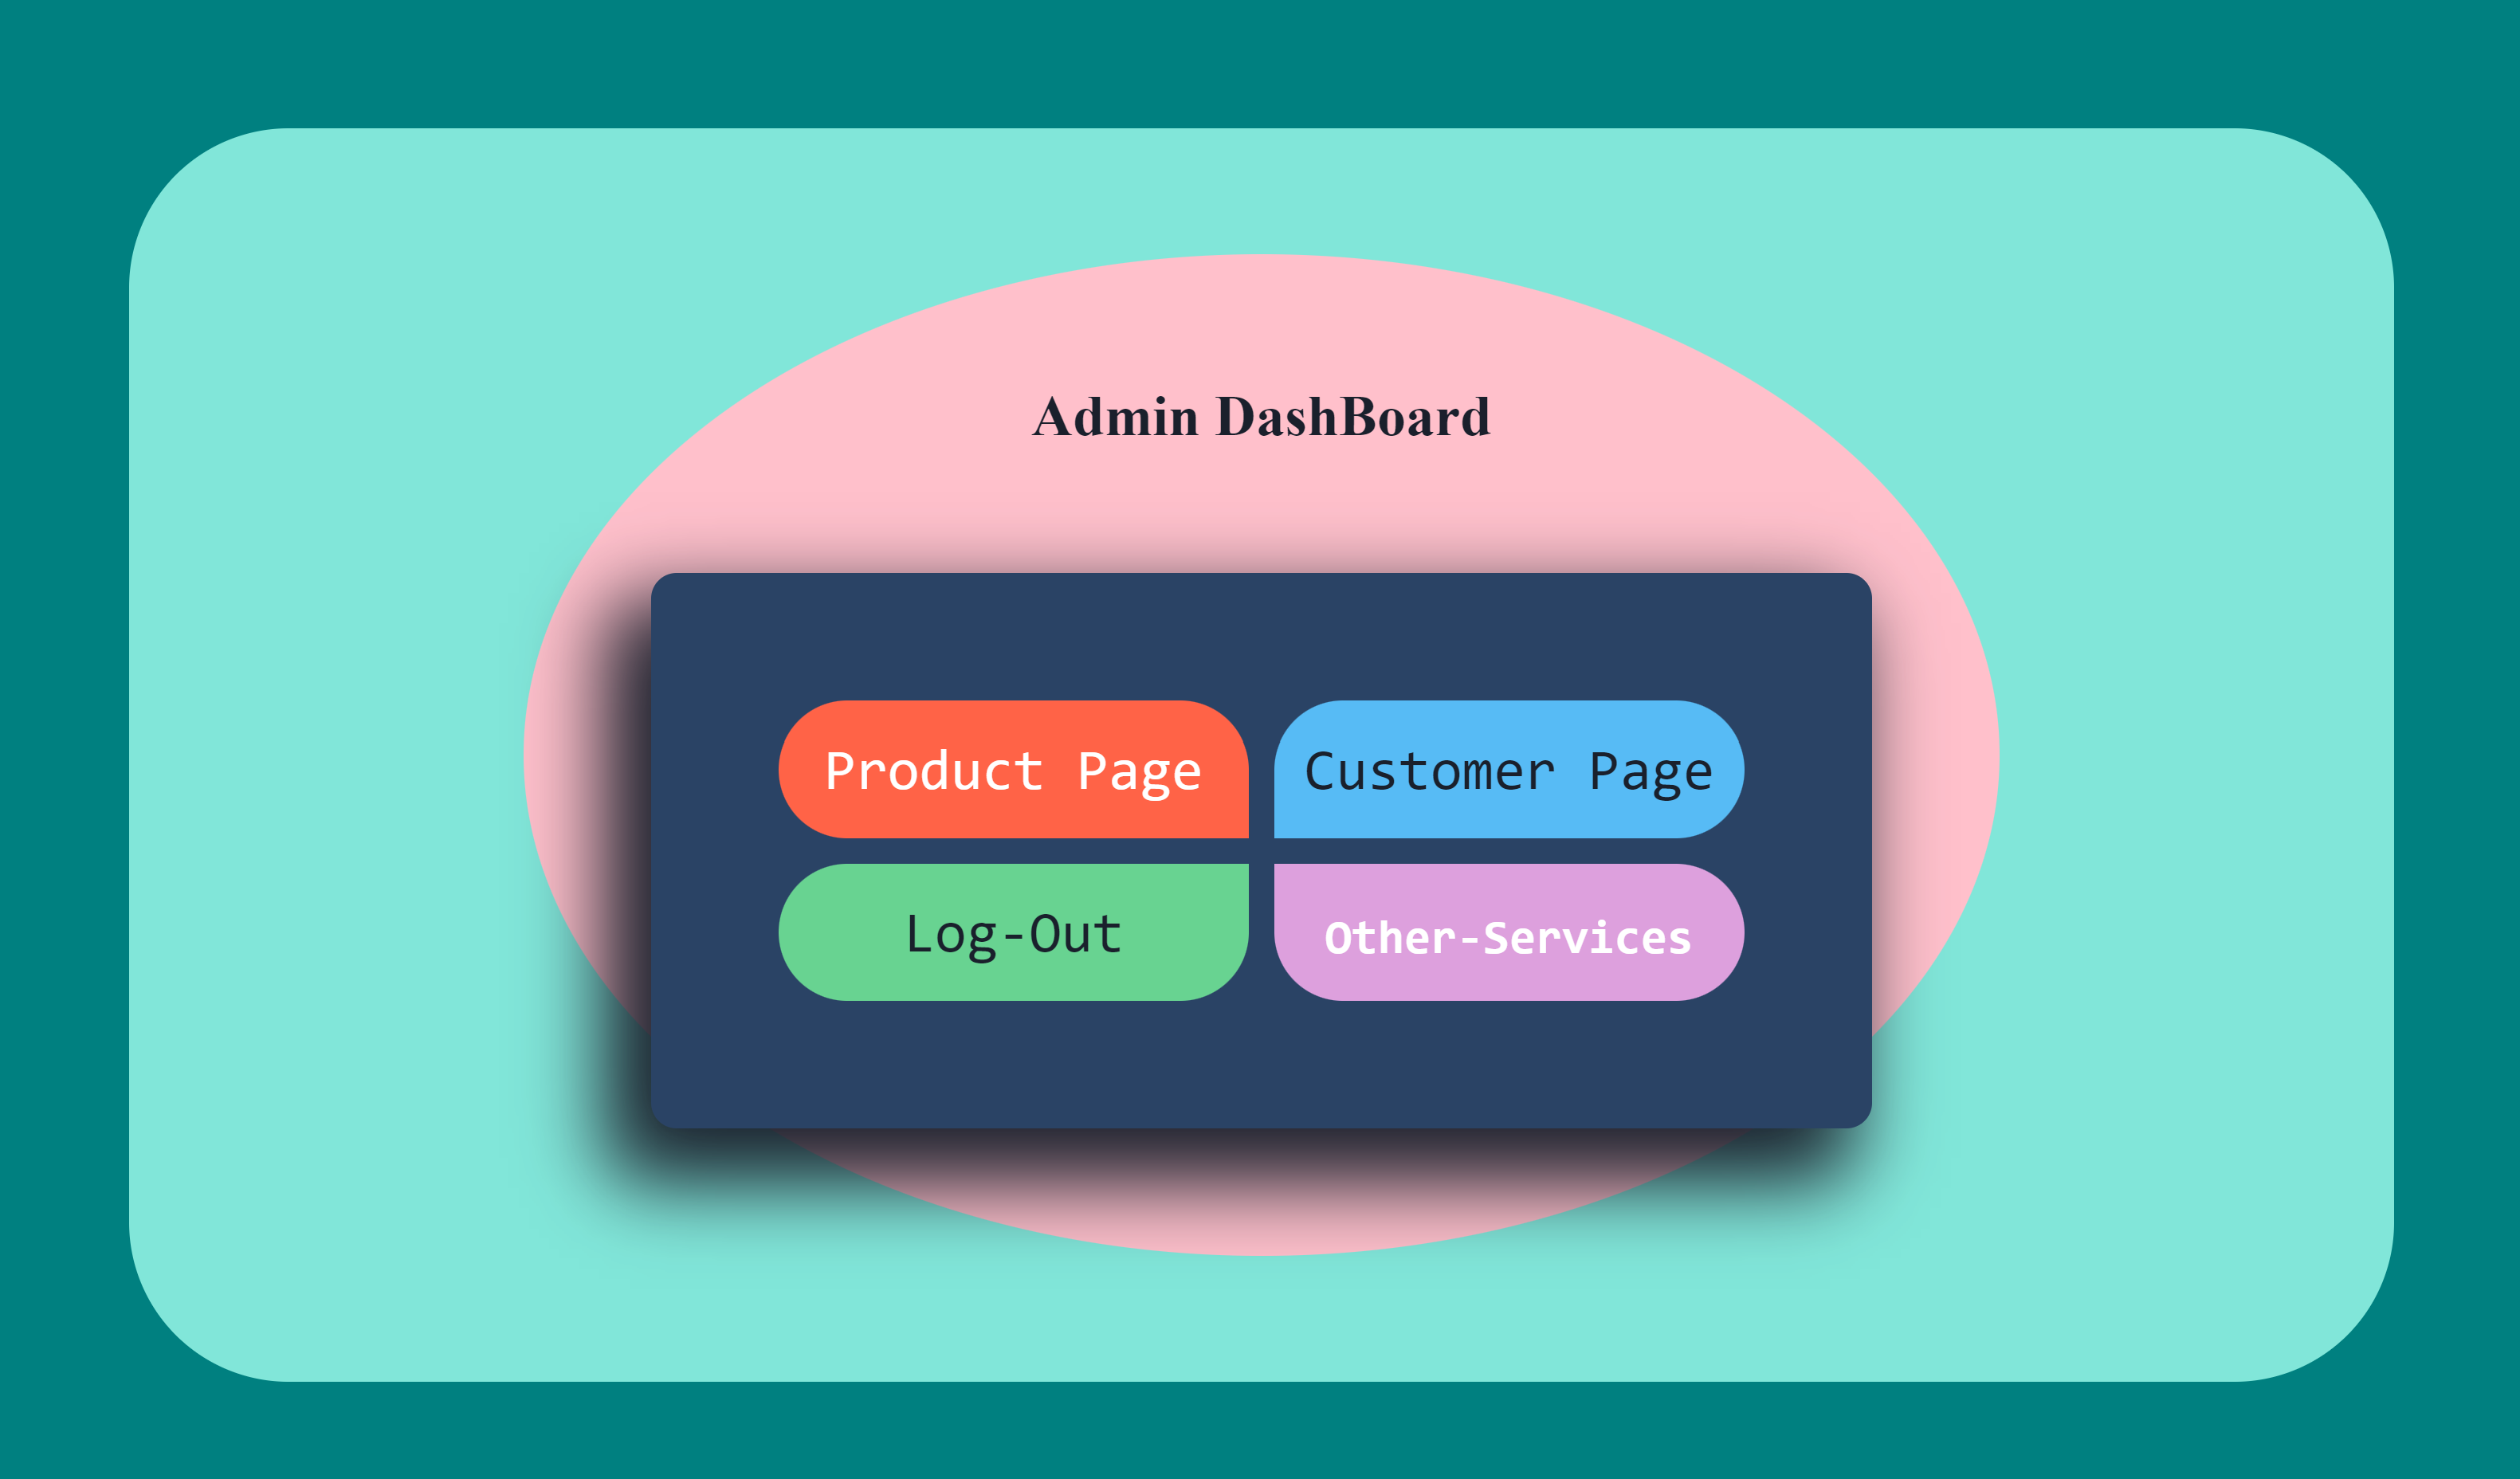 Admin DashBoard
Product Page
Customer Page
Log-Out
Other-Services